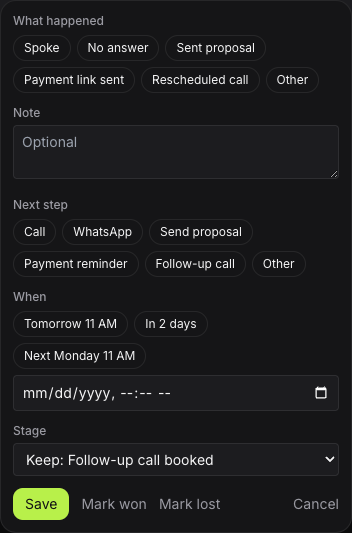 What happened
Spoke No answer Sent proposal
Payment link sent Rescheduled call Other
Note
Optional
Next step
Call WhatsApp Send proposal
Payment reminder Follow-up call Other
When
Tomorrow 11 AM In 2 days
Next Monday 11 AM
mm/dd/yyyy, --:-- --
Stage
Keep: Follow-up call booked
Save Mark won Mark lost Cancel